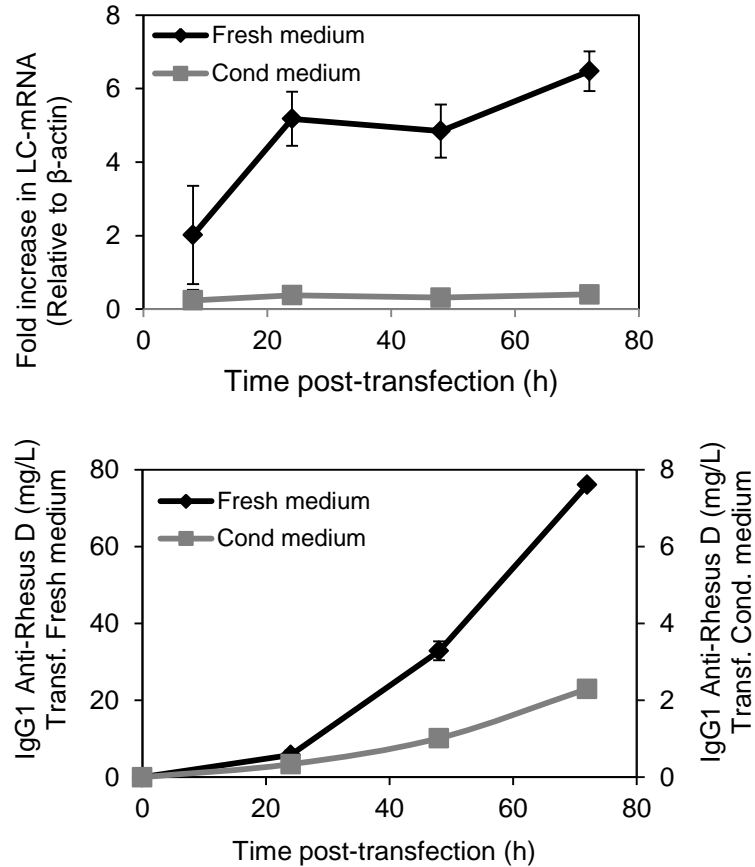 Fold increase in LC-mRNA
(Relative to β-actin)
8
6
4
2
0
Fresh medium
Cond medium
0 20 40 60 80
Time post-transfection (h)
IgG1 Anti-Rhesus D (mg/L)
Transf. Fresh medium
80
60
40
20
0
Fresh medium
Cond medium
8
6
4
2
0
IgG1 Anti-Rhesus D (mg/L)
Transf. Cond. medium
0 20 40 60 80
Time post-transfection (h)